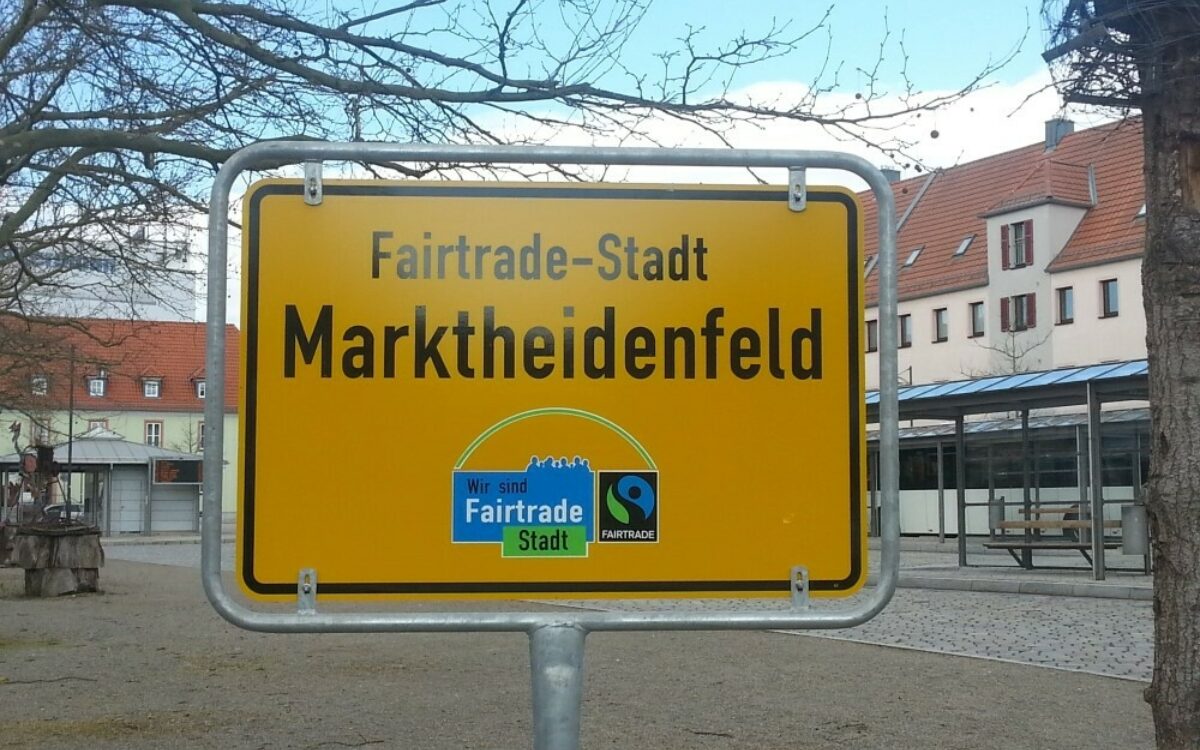 Fairtrade-Stadt
Marktheidenfeld
Wir sind
Fairtrade
Stadt
FAIRTRADE